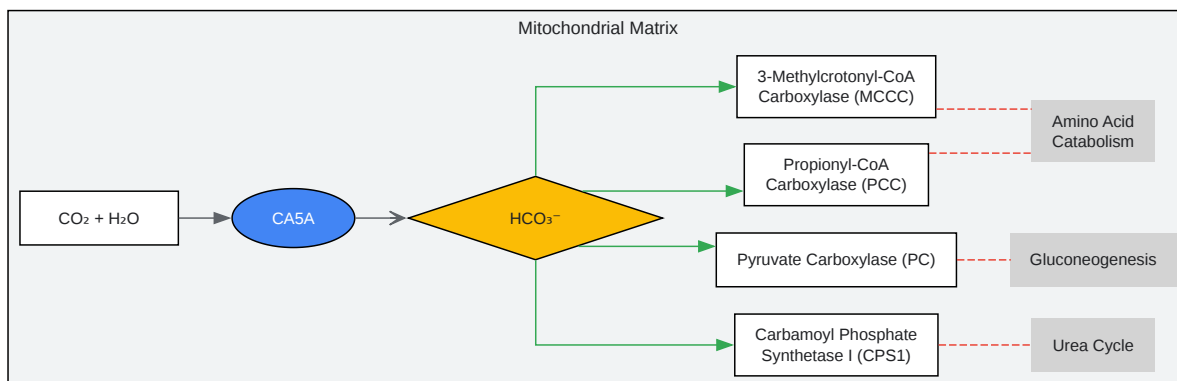 Mitochondrial Matrix
3-Methylcrotonyl-CoA
Carboxylase (MCCC)
Amino Acid
Catabolism
Propionyl-CoA
Carboxylase (PCC)
CO₂ + H₂O
CA5A
HCO₃⁻
Pyruvate Carboxylase (PC)
Gluconeogenesis
Carbamoyl Phosphate
Synthetase I (CPS1)
Urea Cycle